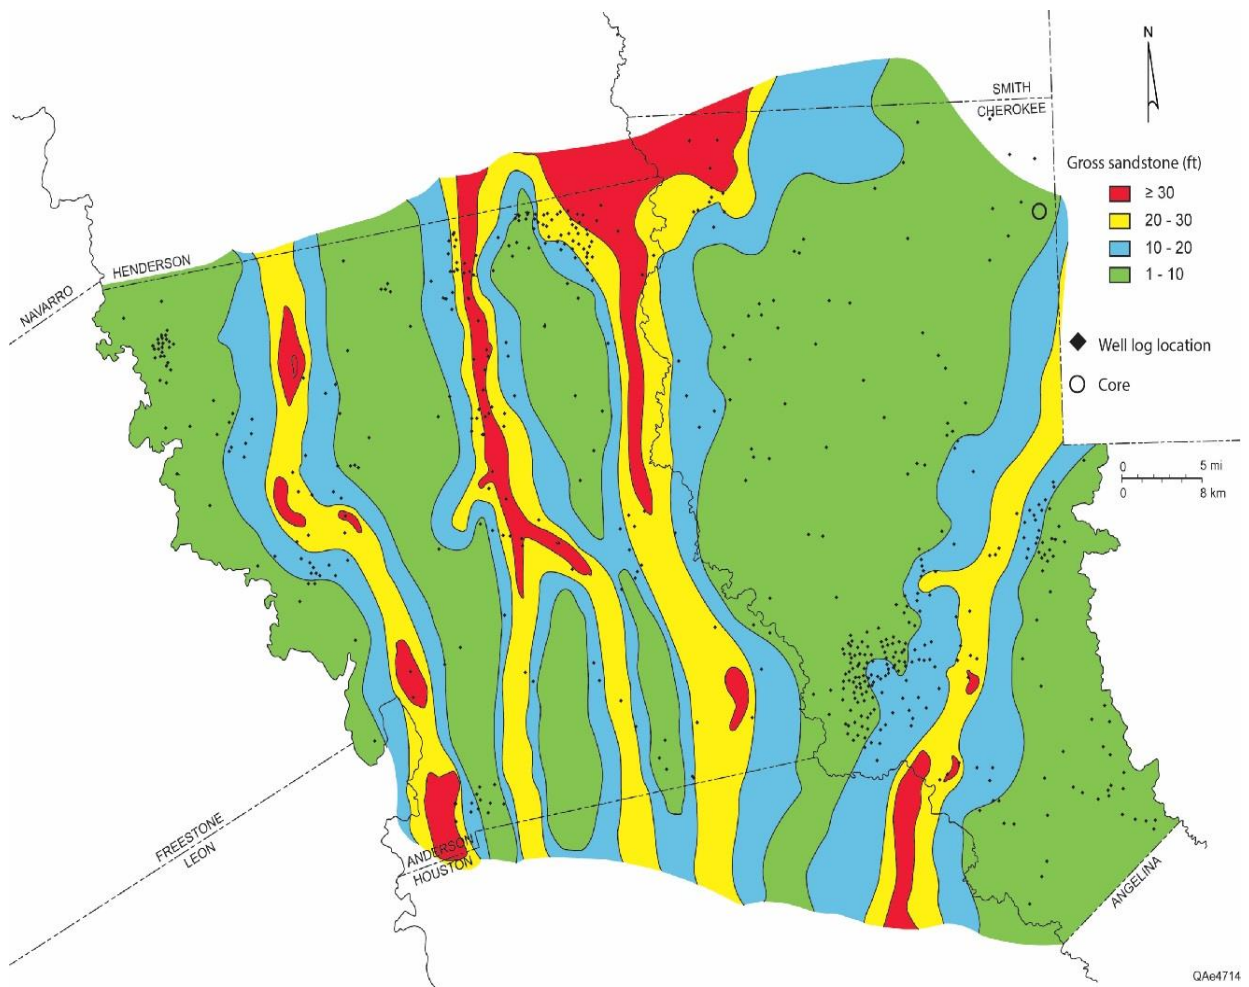 N
SMITH
CHEROKEE
Gross sandstone (ft)
≥ 30
20 - 30
10 - 20
1 - 10
HENDERSON
NAVARRO
Well log location
Core
0 5 mi
0 8 km
FREESTONE
LEON
ANDERSON
HOUSTON
ANGELINA
QAe4714